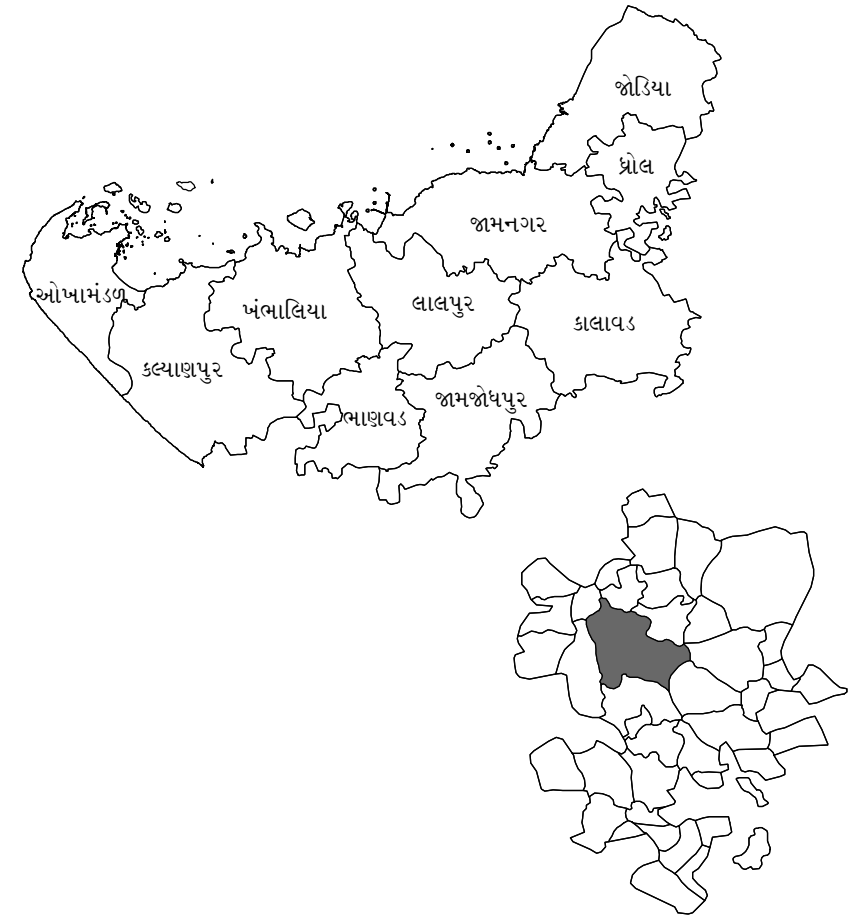 જોડિયા
ધ્રોલ
જામનગર
ઓખામંડળ
ખંભાલિયા
લાલપુર
કાલાવડ
કલ્યાણપુર
જામજોધપુર
ભાણવડ